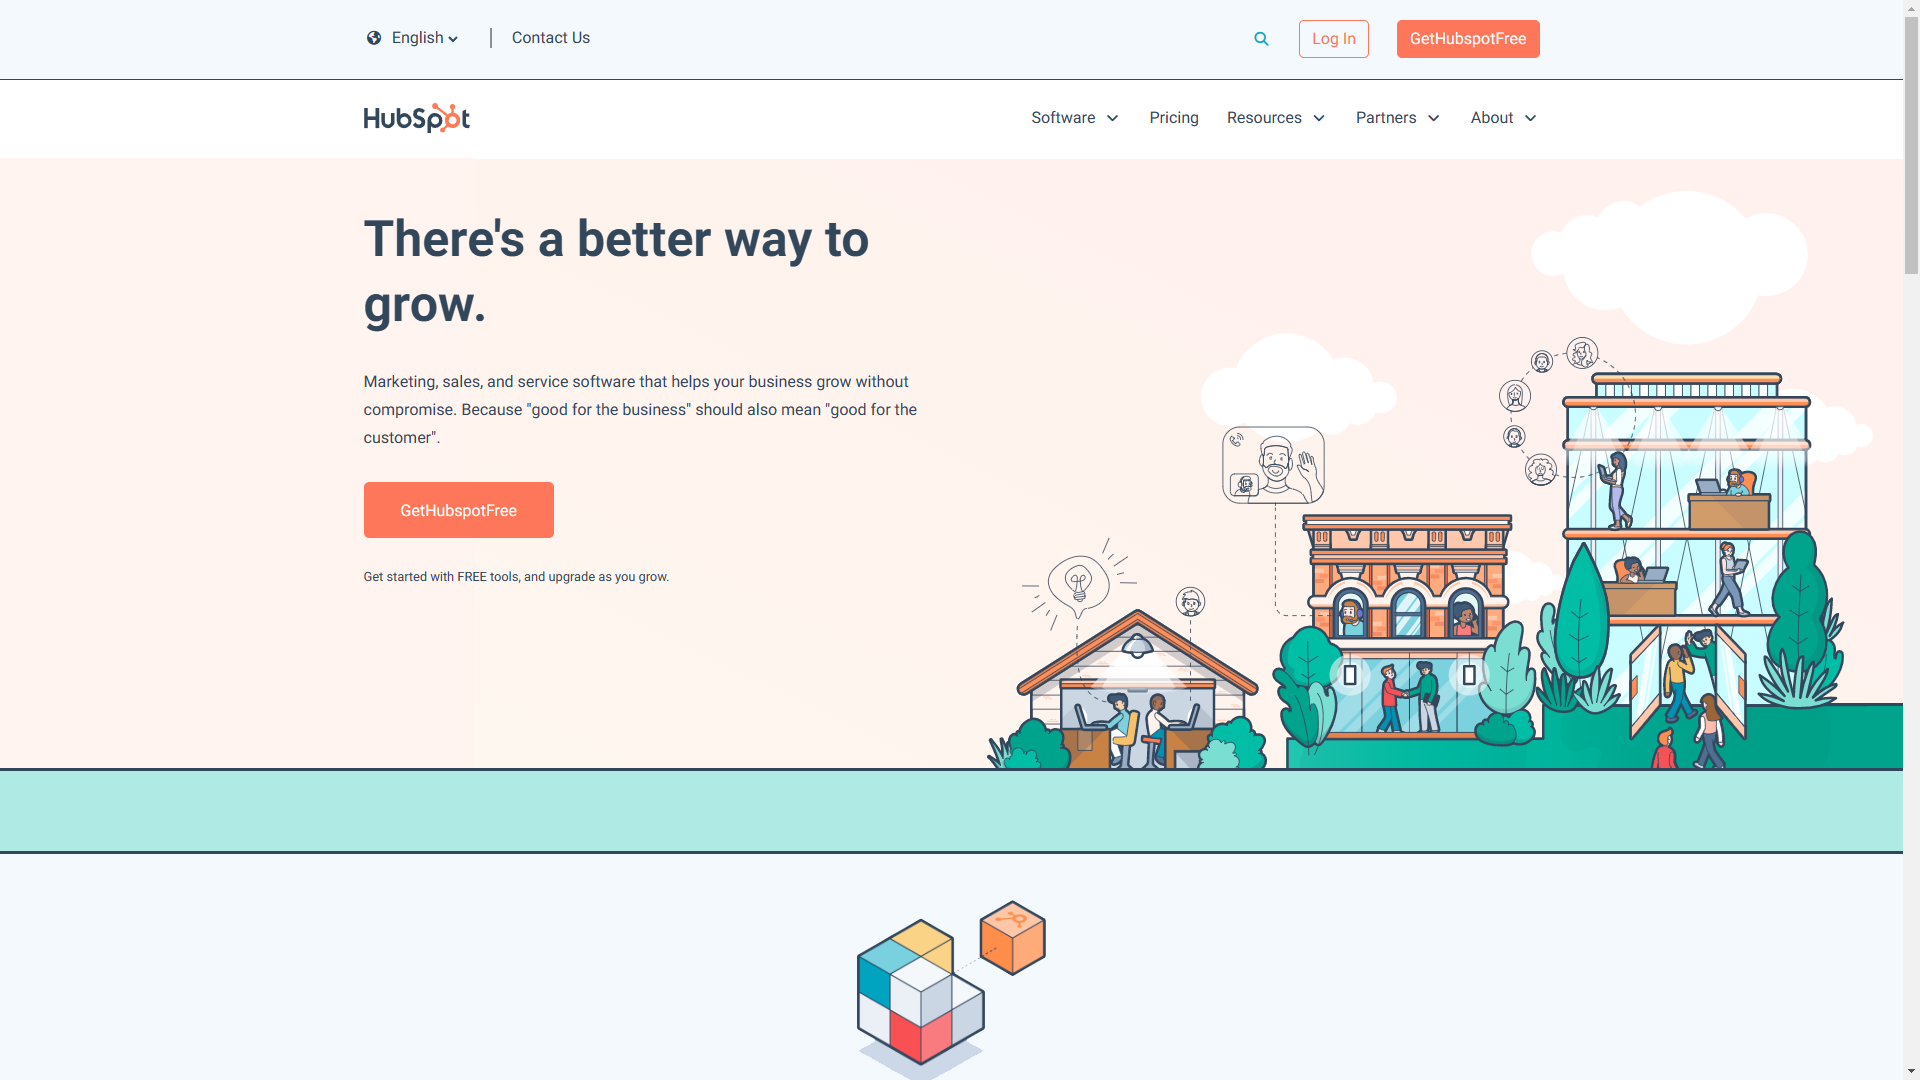 English
Contact Us
Log In
GetHubspotFree
HubSpot
Software
Pricing
Resources
Partners
About
There's a better way to
grow.
Marketing, sales, and service software that helps your business grow without
compromise. Because "good for the business" should also mean "good for the
customer".
GetHubspotFree
Get started with FREE tools, and upgrade as you grow.